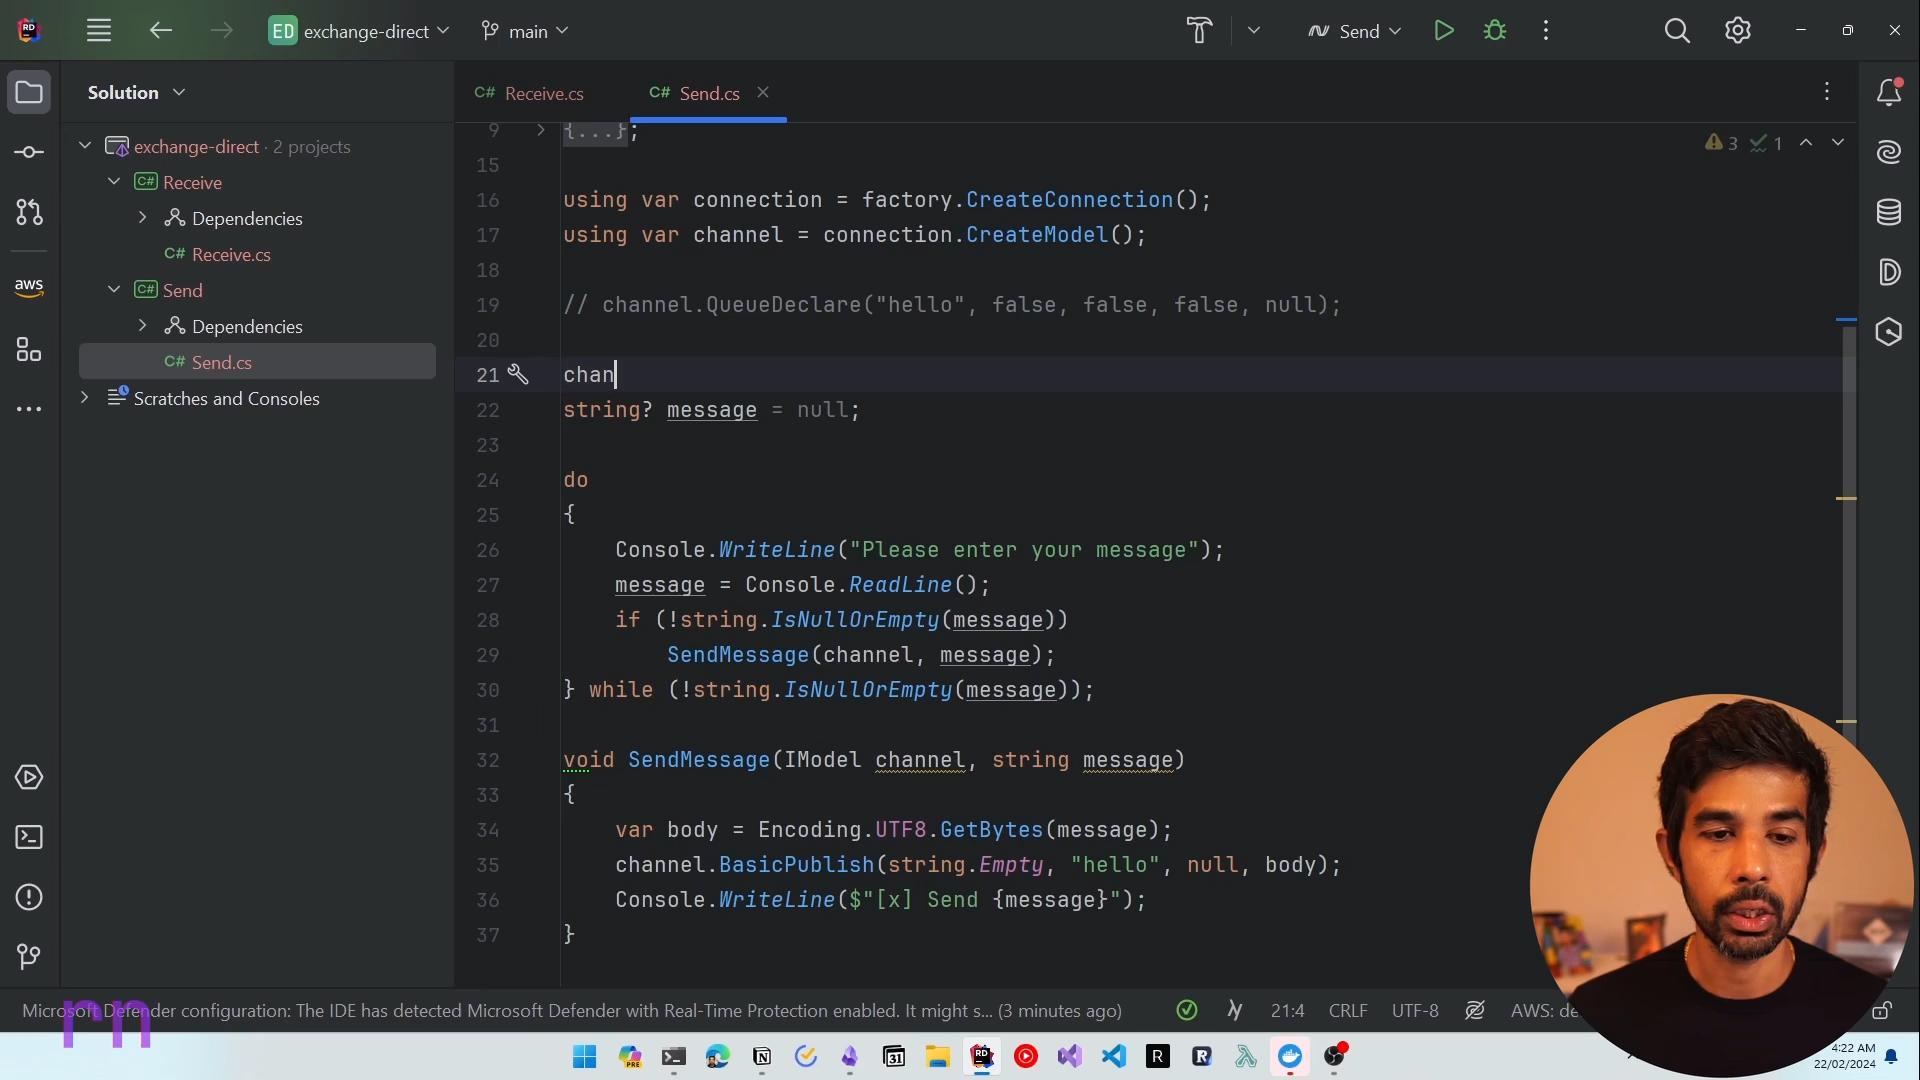 RD
ED exchange-direct
main
Send
Solution
C# Receive.cs
C# Send.cs
exchange-direct · 2 projects
C# Receive
Dependencies
C# Receive.cs
C# Send
Dependencies
C# Send.cs
Scratches and Consoles
aws
3
1
9 {...};
15
16 using var connection = factory.CreateConnection();
17 using var channel = connection.CreateModel();
18
19 // channel.QueueDeclare("hello", false, false, false, null);
20
21 chan
22 string? message = null;
23
24 do
25 {
26 Console.WriteLine("Please enter your message");
27 message = Console.ReadLine();
28 if (!string.IsNullOrEmpty(message))
29 SendMessage(channel, message);
30 } while (!string.IsNullOrEmpty(message));
31
32 void SendMessage(IModel channel, string message)
33 {
34 var body = Encoding.UTF8.GetBytes(message);
35 channel.BasicPublish(string.Empty, "hello", null, body);
36 Console.WriteLine($"[x] Send {message}");
37 }
Microsoft Defender configuration: The IDE has detected Microsoft Defender with Real-Time Protection enabled. It might s... (3 minutes ago)
21:4 CRLF UTF-8 AWS: de
rn
PRE
31
RD
R
4:22 AM
22/02/2024